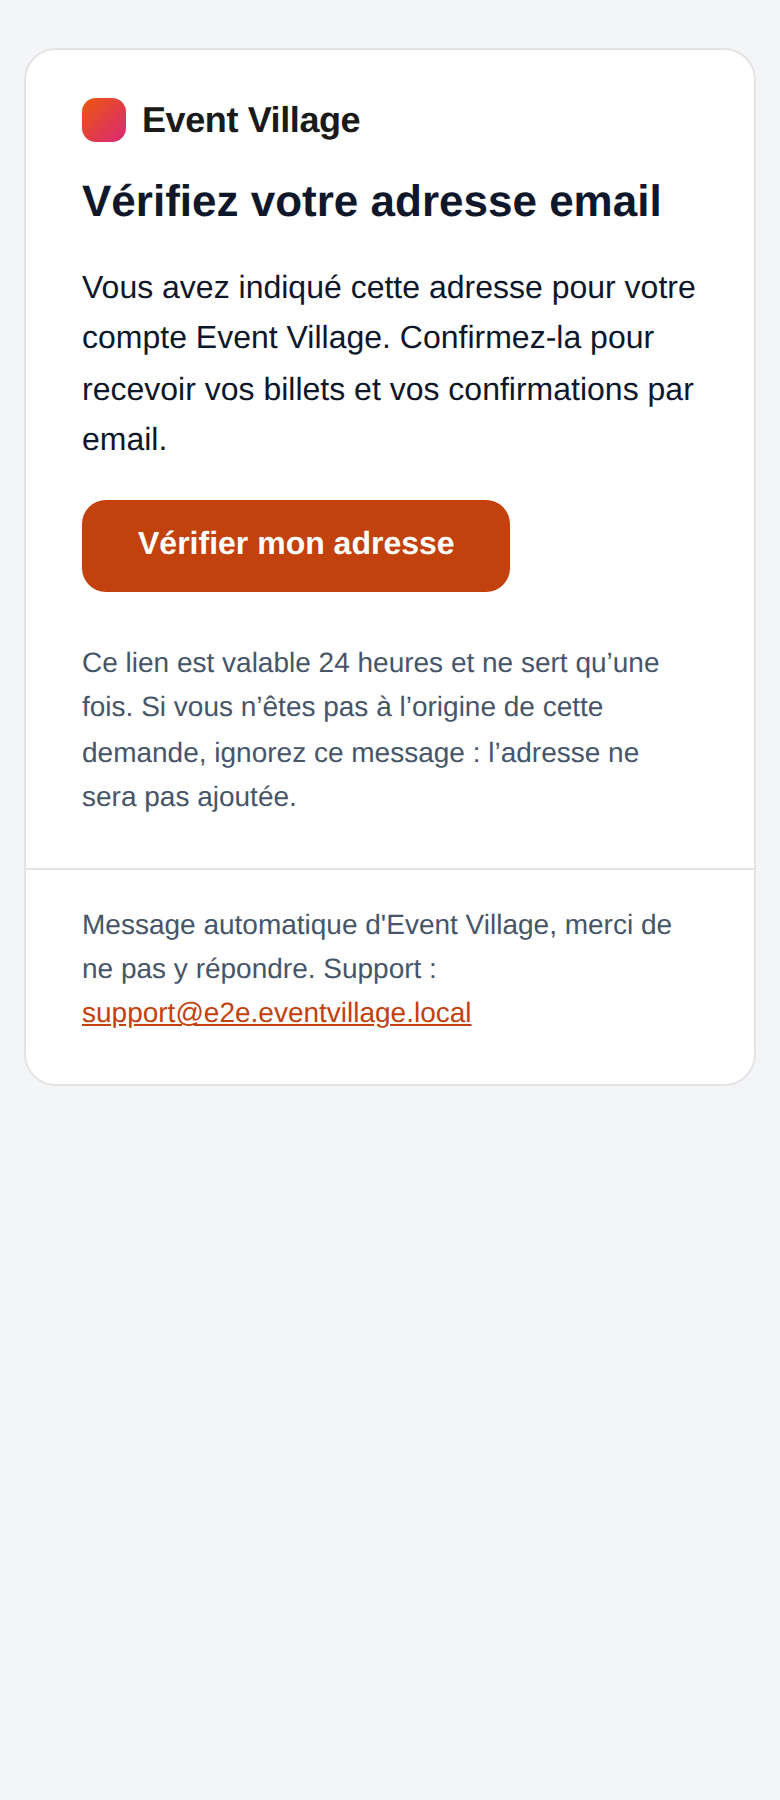 Event Village
Vérifiez votre adresse email
Vous avez indiqué cette adresse pour votre
compte Event Village. Confirmez-la pour
recevoir vos billets et vos confirmations par
email.
Vérifier mon adresse
Ce lien est valable 24 heures et ne sert qu’une
fois. Si vous n’êtes pas à l’origine de cette
demande, ignorez ce message : l’adresse ne
sera pas ajoutée.
Message automatique d'Event Village, merci de
ne pas y répondre. Support :
support@e2e.eventvillage.local